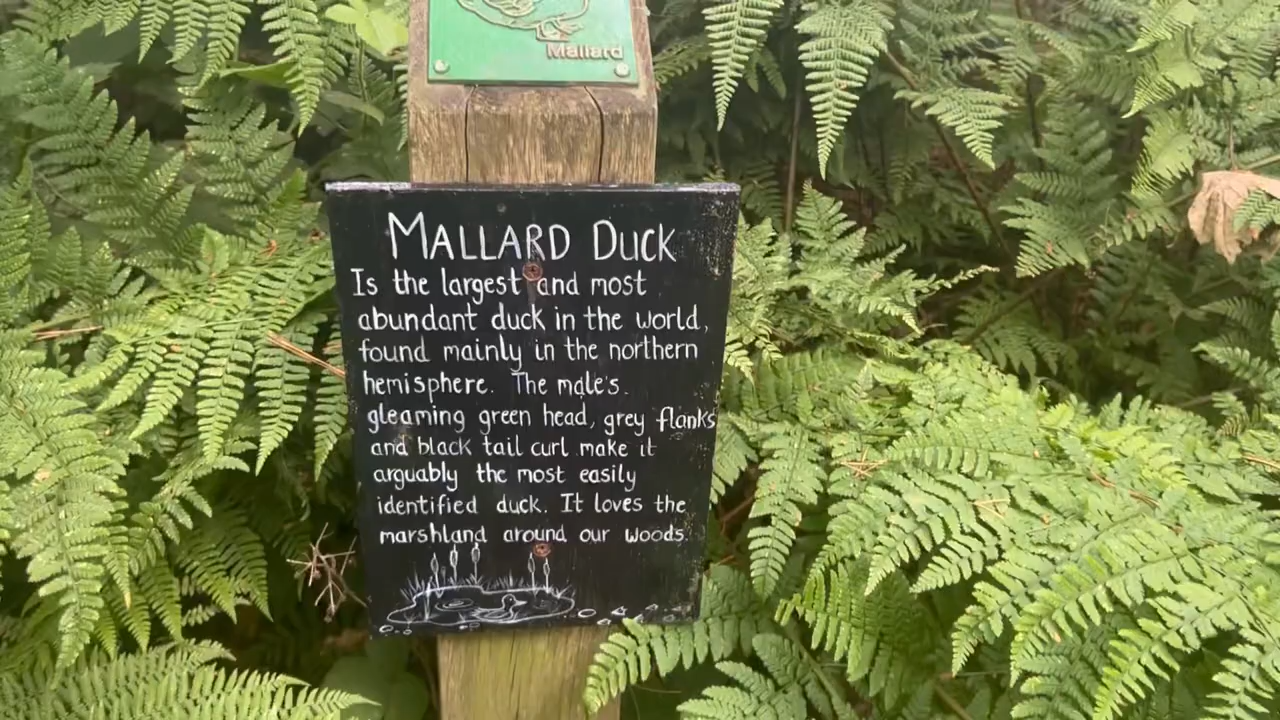 Mallard
MALLARD DUCK
Is the largest and most
abundant duck in the world,
found mainly in the northern
hemisphere. The male's
gleaming green head, grey flanks
and black tail curl make it
arguably the most easily
identified duck. It loves the
marshland around our woods.